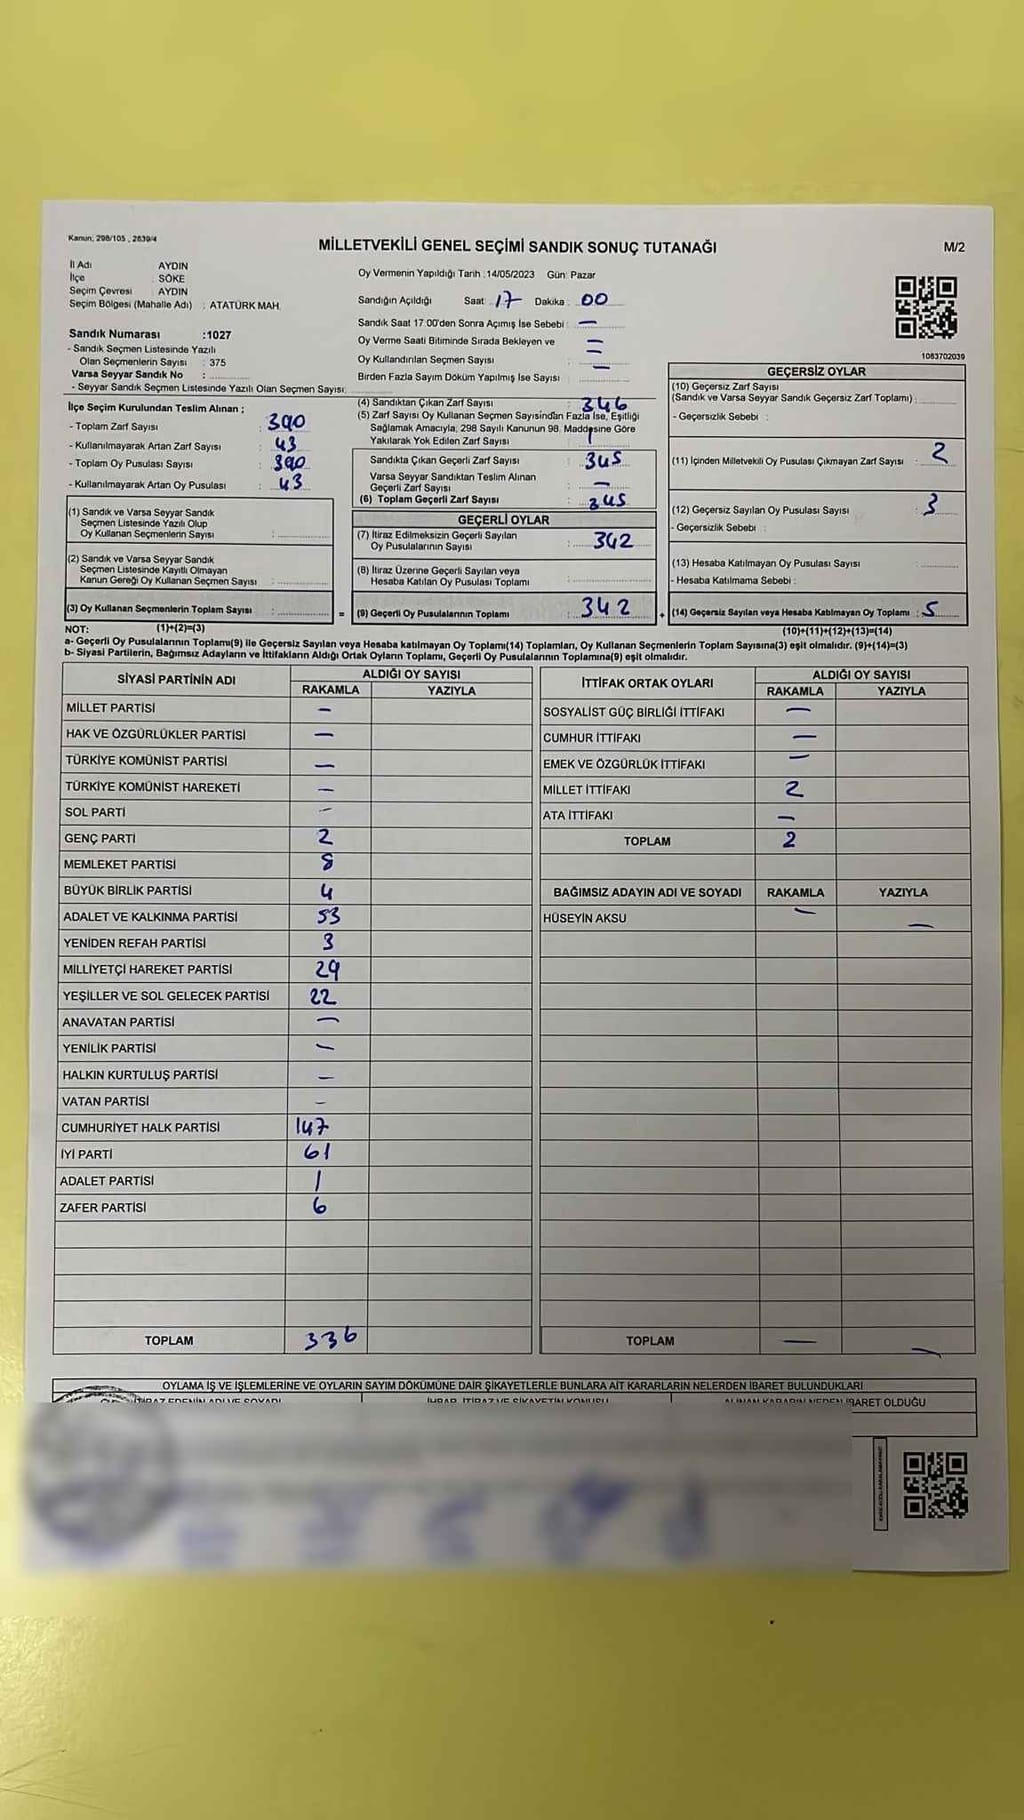 Kanun; 298/105 , 2839/4
MİLLETVEKİLİ GENEL SEÇİMİ SANDIK SONUÇ TUTANAĞI
M/2
İl Adı AYDIN
İlçe : SÖKE
Seçim Çevresi : AYDIN
Seçim Bölgesi (Mahalle Adı) : ATATÜRK MAH.
Sandık Numarası :1027
- Sandık Seçmen Listesinde Yazılı
Olan Seçmenlerin Sayısı : 375
Varsa Seyyar Sandık No :
- Seyyar Sandık Seçmen Listesinde Yazılı Olan Seçmen Sayısı:
Oy Vermenin Yapıldığı Tarih :14/05/2023 Gün: Pazar
Sandığın Açıldığı Saat: 17 Dakika : 00
Sandık Saat 17:00'den Sonra Açımış İse Sebebi : —
Oy Verme Saati Bitiminde Sırada Bekleyen ve —
Oy Kullandırılan Seçmen Sayısı —
Birden Fazla Sayım Döküm Yapılmış İse Sayısı : —
1083702039
İlçe Seçim Kurulundan Teslim Alınan ;
- Toplam Zarf Sayısı : 390
- Kullanılmayarak Artan Zarf Sayısı : 43
- Toplam Oy Pusulası Sayısı : 390
- Kullanılmayarak Artan Oy Pusulası : 43
(1) Sandık ve Varsa Seyyar Sandık
Seçmen Listesinde Yazılı Olup
Oy Kullanan Seçmenlerin Sayısı :
(2) Sandık ve Varsa Seyyar Sandık
Seçmen Listesinde Kayıtlı Olmayan
Kanun Gereği Oy Kullanan Seçmen Sayısı :
(3) Oy Kullanan Seçmenlerin Toplam Sayısı :
(1)+(2)=(3)
(4) Sandıktan Çıkan Zarf Sayısı : 346
(5) Zarf Sayısı Oy Kullanan Seçmen Sayısından Fazla İse, Eşitliği
Sağlamak Amacıyla; 298 Sayılı Kanunun 98. Maddesine Göre
Yakılarak Yok Edilen Zarf Sayısı : 1
Sandıkta Çıkan Geçerli Zarf Sayısı : 345
Varsa Seyyar Sandıktan Teslim Alınan
Geçerli Zarf Sayısı : —
(6) Toplam Geçerli Zarf Sayısı : 345
GEÇERLİ OYLAR
(7) İtiraz Edilmeksizin Geçerli Sayılan
Oy Pusulalarının Sayısı : 342
(8) İtiraz Üzerine Geçerli Sayılan veya
Hesaba Katılan Oy Pusulası Toplamı :
= (9) Geçerli Oy Pusulalarının Toplamı : 342
GEÇERSİZ OYLAR
(10) Geçersiz Zarf Sayısı
(Sandık ve Varsa Seyyar Sandık Geçersiz Zarf Toplamı) :
- Geçersizlik Sebebi :
(11) İçinden Milletvekili Oy Pusulası Çıkmayan Zarf Sayısı : 2
(12) Geçersiz Sayılan Oy Pusulası Sayısı : 3
- Geçersizlik Sebebi :
(13) Hesaba Katılmayan Oy Pusulası Sayısı :
- Hesaba Katılmama Sebebi :
+ (14) Geçersiz Sayılan veya Hesaba Katılmayan Oy Toplamı : 5
(10)+(11)+(12)+(13)=(14)
NOT:
a- Geçerli Oy Pusulalarının Toplamı(9) ile Geçersiz Sayılan veya Hesaba katılmayan Oy Toplamı(14) Toplamları, Oy Kullanan Seçmenlerin Toplam Sayısına(3) eşit olmalıdır. (9)+(14)=(3)
b- Siyasi Partilerin, Bağımsız Adayların ve İttifakların Aldığı Ortak Oyların Toplamı, Geçerli Oy Pusulalarının Toplamına(9) eşit olmalıdır.
SİYASİ PARTİNİN ADI ALDIĞI OY SAYISI
RAKAMLA YAZIYLA
MİLLET PARTİSİ —
HAK VE ÖZGÜRLÜKLER PARTİSİ —
TÜRKİYE KOMÜNİST PARTİSİ —
TÜRKİYE KOMÜNİST HAREKETİ —
SOL PARTİ —
GENÇ PARTİ 2
MEMLEKET PARTİSİ 8
BÜYÜK BİRLİK PARTİSİ 4
ADALET VE KALKINMA PARTİSİ 53
YENİDEN REFAH PARTİSİ 3
MİLLİYETÇİ HAREKET PARTİSİ 29
YEŞİLLER VE SOL GELECEK PARTİSİ 22
ANAVATAN PARTİSİ —
YENİLİK PARTİSİ —
HALKIN KURTULUŞ PARTİSİ —
VATAN PARTİSİ —
CUMHURİYET HALK PARTİSİ 147
İYİ PARTİ 61
ADALET PARTİSİ 1
ZAFER PARTİSİ 6
TOPLAM 336
İTTİFAK ORTAK OYLARI ALDIĞI OY SAYISI
RAKAMLA YAZIYLA
SOSYALİST GÜÇ BİRLİĞİ İTTİFAKI —
CUMHUR İTTİFAKI —
EMEK VE ÖZGÜRLÜK İTTİFAKI —
MİLLET İTTİFAKI 2
ATA İTTİFAKI —
TOPLAM 2
BAĞIMSIZ ADAYIN ADI VE SOYADI RAKAMLA YAZIYLA
HÜSEYİN AKSU — —
TOPLAM — —
OYLAMA İŞ VE İŞLEMLERİNE VE OYLARIN SAYIM DÖKÜMÜNE DAİR ŞİKAYETLERLE BUNLARA AİT KARARLARIN NELERDEN İBARET BULUNDUKLARI
İTİRAZ EDENİN ADI VE SOYADI İHBAR, İTİRAZ VE ŞİKAYETİN KONUSU ALINAN KARARIN NEDEN İBARET OLDUĞU